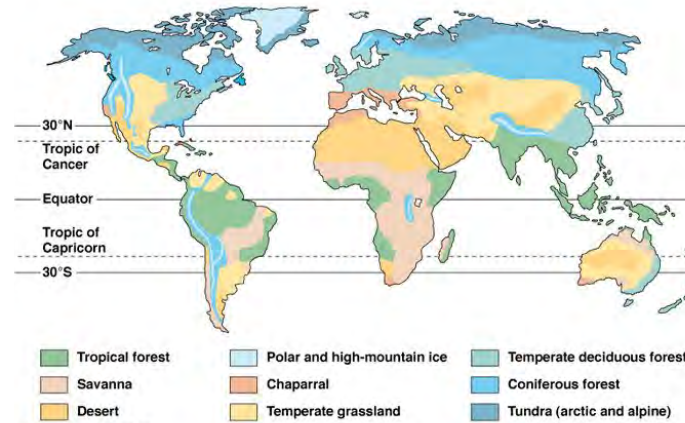 30°N
Tropic of
Cancer
Equator
Tropic of
Capricorn
30°S
Tropical forest
Polar and high-mountain ice
Temperate deciduous forest
Savanna
Chaparral
Coniferous forest
Desert
Temperate grassland
Tundra (arctic and alpine)